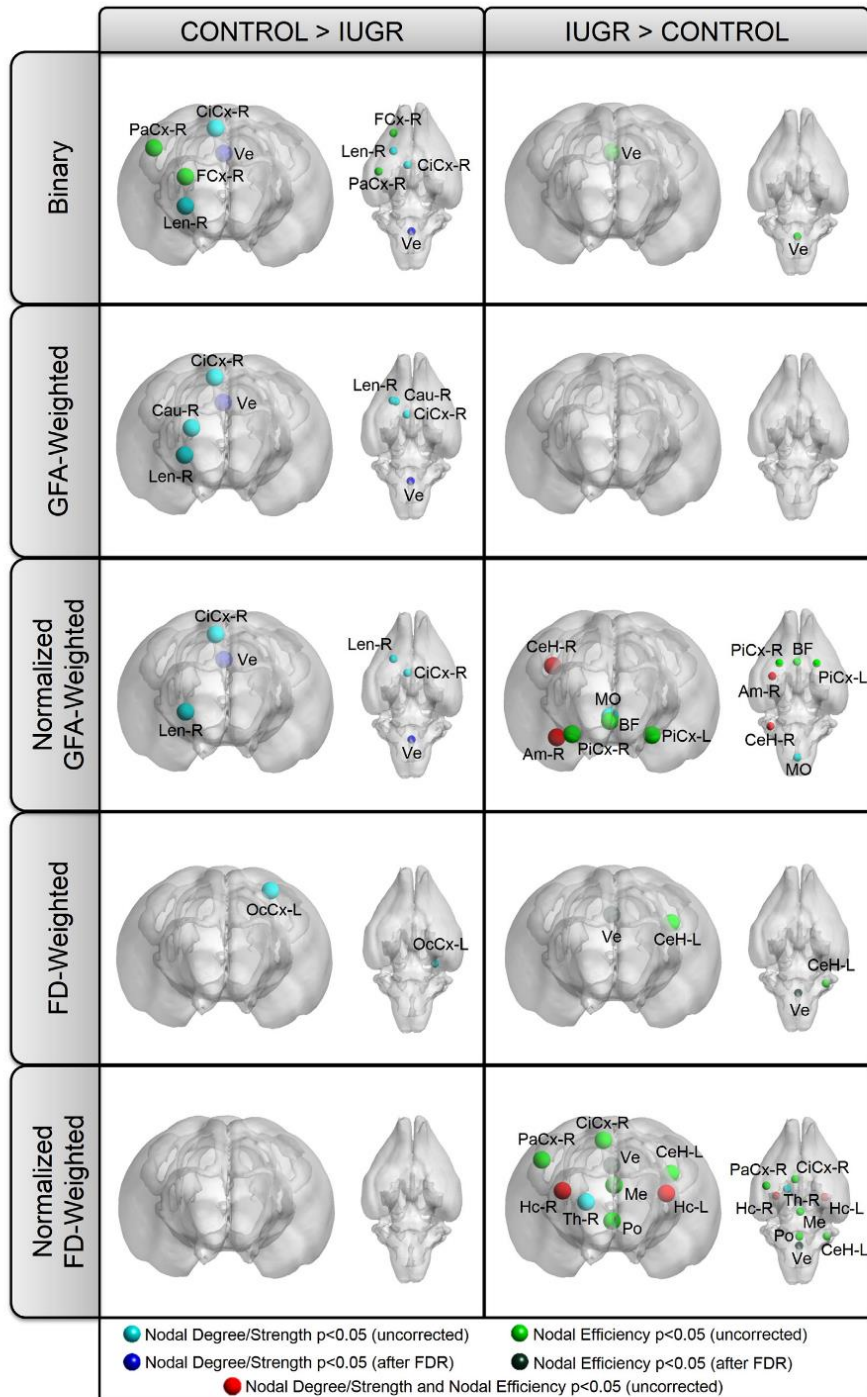 CONTROL > IUGR
IUGR > CONTROL
Binary
CiCx-R
PaCx-R
Ve
FCx-R
Len-R
FCx-R
Len-R
CiCx-R
PaCx-R
Ve
Ve
Ve
GFA-Weighted
CiCx-R
Ve
Cau-R
Len-R
Len-R
Cau-R
CiCx-R
Ve
Normalized
GFA-Weighted
CiCx-R
Ve
Len-R
Len-R
CiCx-R
Ve
CeH-R
MO
BF
Am-R
PiCx-R
PiCx-L
PiCx-R
BF
Am-R
PiCx-L
CeH-R
MO
FD-Weighted
OcCx-L
OcCx-L
Ve
CeH-L
CeH-L
Ve
Normalized
FD-Weighted
CiCx-R
PaCx-R
Ve
CeH-L
Hc-R
Me
Hc-L
Th-R
Po
PaCx-R
CiCx-R
Th-R
Hc-R
Hc-L
Me
Po
CeH-L
Ve
Nodal Degree/Strength p<0.05 (uncorrected)
Nodal Efficiency p<0.05 (uncorrected)
Nodal Degree/Strength p<0.05 (after FDR)
Nodal Efficiency p<0.05 (after FDR)
Nodal Degree/Strength and Nodal Efficiency p<0.05 (uncorrected)